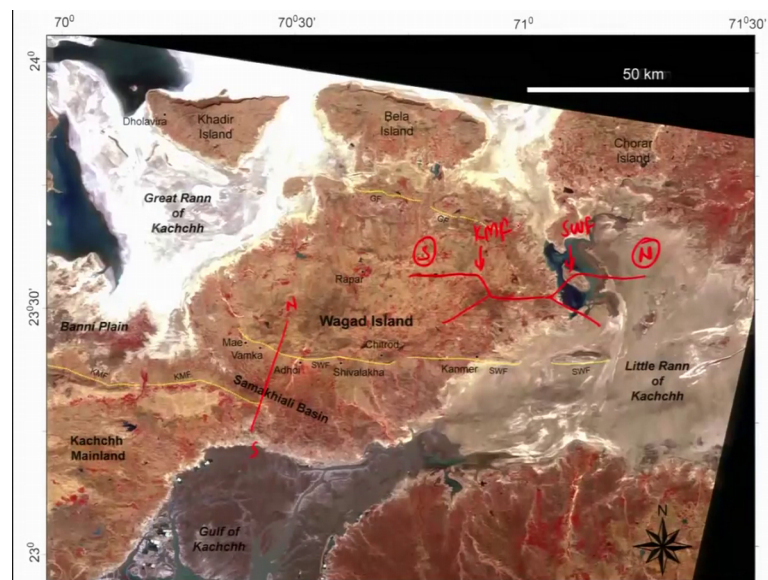 70⁰
70⁰30'
71⁰
71⁰30'
24⁰
50 km
Dholavira
Khadir
Island
Bela
Island
Chorar
Island
Great Rann
of
Kachchh
GF
GF
KMF
SWF
S
N
Rapar
23⁰30'
N
Wagad Island
Banni Plain
Mae
Vamka
Chitrod
SWF
Adhoi
Shivalakha
Kanmer
SWF
SWF
KMF
KMF
Little Rann
of
Kachchh
Samakhiali Basin
Kachchh
Mainland
S
N
Gulf of
Kachchh
23⁰